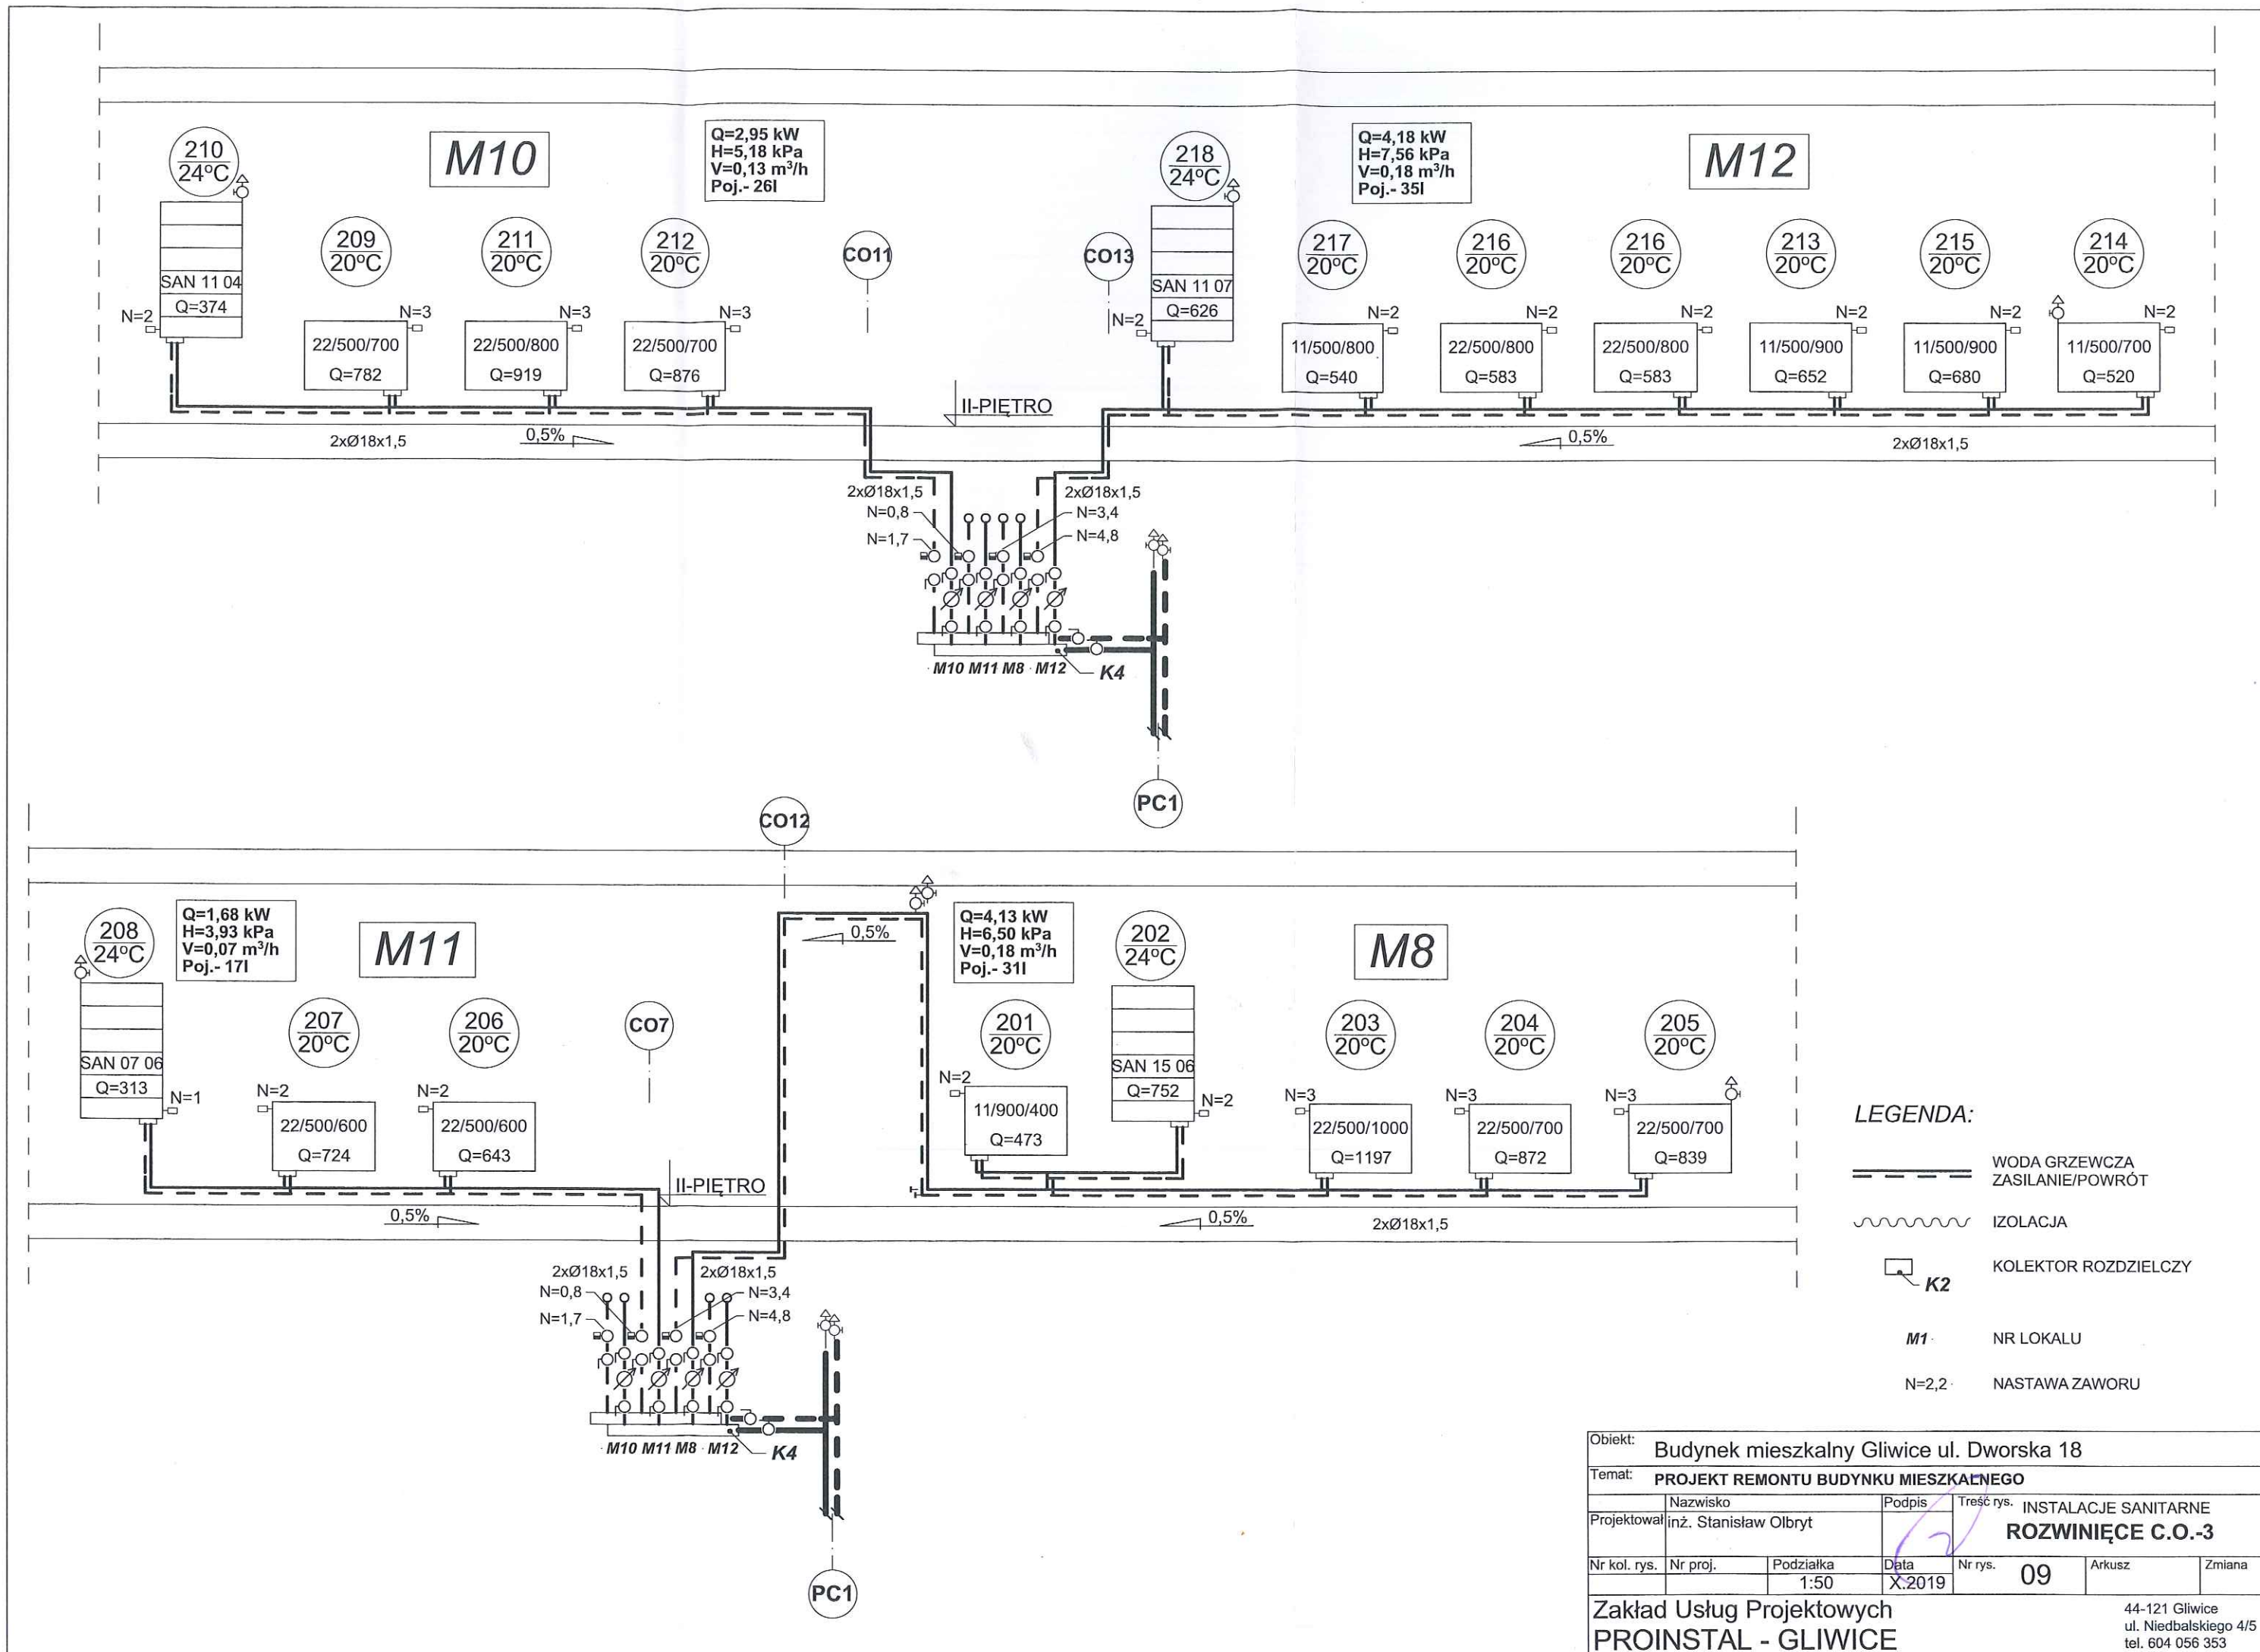 210
24°C
M10
Q=2,95 kW
H=5,18 kPa
V=0,13 m³/h
Poj.- 26l
218
24°C
Q=4,18 kW
H=7,56 kPa
V=0,18 m³/h
Poj.- 35l
M12
209
20°C
211
20°C
212
20°C
CO11
CO13
217
20°C
216
20°C
216
20°C
213
20°C
215
20°C
214
20°C
SAN 11 04
Q=374
N=2
N=3
22/500/700
Q=782
N=3
22/500/800
Q=919
N=3
22/500/700
Q=876
SAN 11 07
Q=626
N=2
N=2
11/500/800
Q=540
N=2
22/500/800
Q=583
N=2
22/500/800
Q=583
N=2
11/500/900
Q=652
N=2
11/500/900
Q=680
N=2
11/500/700
Q=520
II-PIĘTRO
2xØ18x1,5
0,5%
0,5%
2xØ18x1,5
2xØ18x1,5
N=0,8
N=1,7
2xØ18x1,5
N=3,4
N=4,8
M10 M11 M8 M12
K4
PC1
CO12
208
24°C
Q=1,68 kW
H=3,93 kPa
V=0,07 m³/h
Poj.- 17l
M11
0,5%
Q=4,13 kW
H=6,50 kPa
V=0,18 m³/h
Poj.- 31l
202
24°C
M8
207
20°C
206
20°C
CO7
201
20°C
203
20°C
204
20°C
205
20°C
SAN 07 06
Q=313
N=1
N=2
22/500/600
Q=724
N=2
22/500/600
Q=643
N=2
11/900/400
Q=473
SAN 15 06
Q=752
N=2
N=3
22/500/1000
Q=1197
N=3
22/500/700
Q=872
N=3
22/500/700
Q=839
II-PIĘTRO
0,5%
0,5%
2xØ18x1,5
2xØ18x1,5
N=0,8
N=1,7
2xØ18x1,5
N=3,4
N=4,8
M10 M11 M8 M12
K4
PC1
LEGENDA:
WODA GRZEWCZA
ZASILANIE/POWRÓT
IZOLACJA
K2
KOLEKTOR ROZDZIELCZY
M1
NR LOKALU
N=2,2
NASTAWA ZAWORU
Obiekt: Budynek mieszkalny Gliwice ul. Dworska 18
Temat: PROJEKT REMONTU BUDYNKU MIESZKALNEGO
Nazwisko
Podpis
Treść rys. INSTALACJE SANITARNE
Projektował inż. Stanisław Olbryt
ROZWINIĘCE C.O.-3
Nr kol. rys.
Nr proj.
Podziałka
1:50
Data
X.2019
Nr rys. 09
Arkusz
Zmiana
Zakład Usług Projektowych
PROINSTAL - GLIWICE
44-121 Gliwice
ul. Niedbalskiego 4/5
tel. 604 056 353